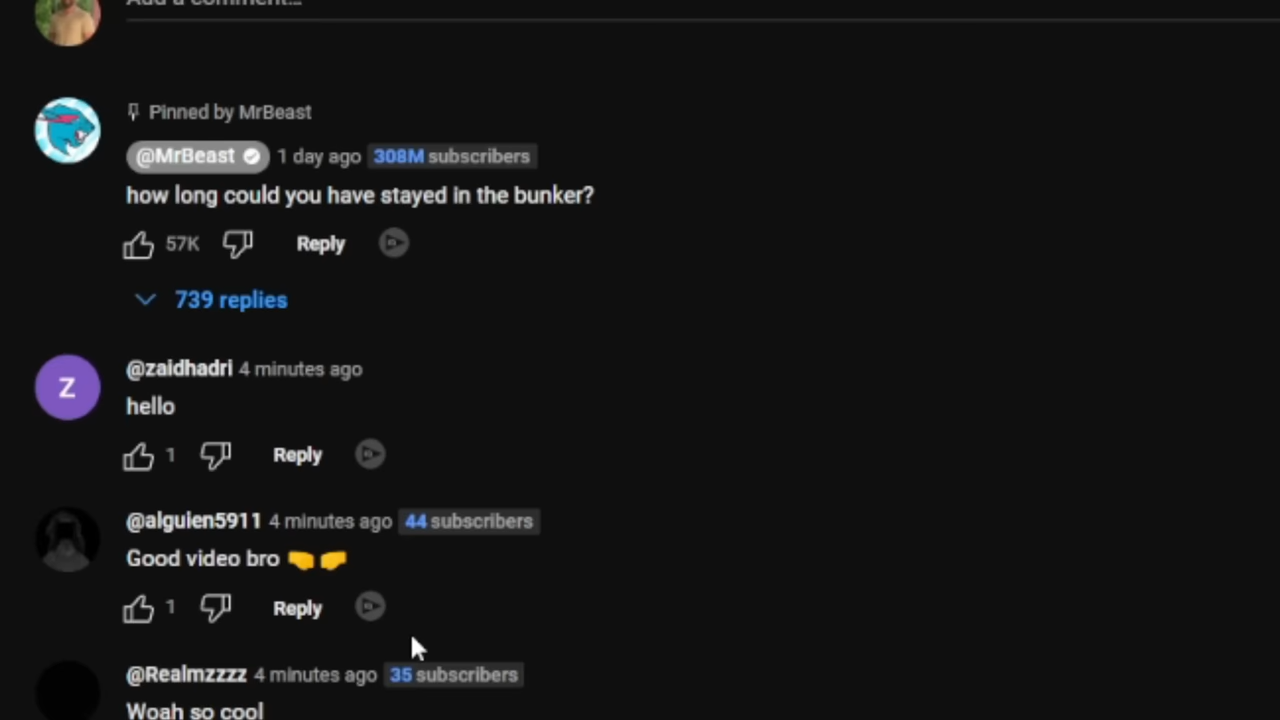 Add a comment...
Pinned by MrBeast
@MrBeast 1 day ago 308M subscribers
how long could you have stayed in the bunker?
57K Reply
739 replies
Z
@zaidhadri 4 minutes ago
hello
1 Reply
@alguien5911 4 minutes ago 44 subscribers
Good video bro 🤜🤛
1 Reply
@Realmzzzz 4 minutes ago 35 subscribers
Woah so cool